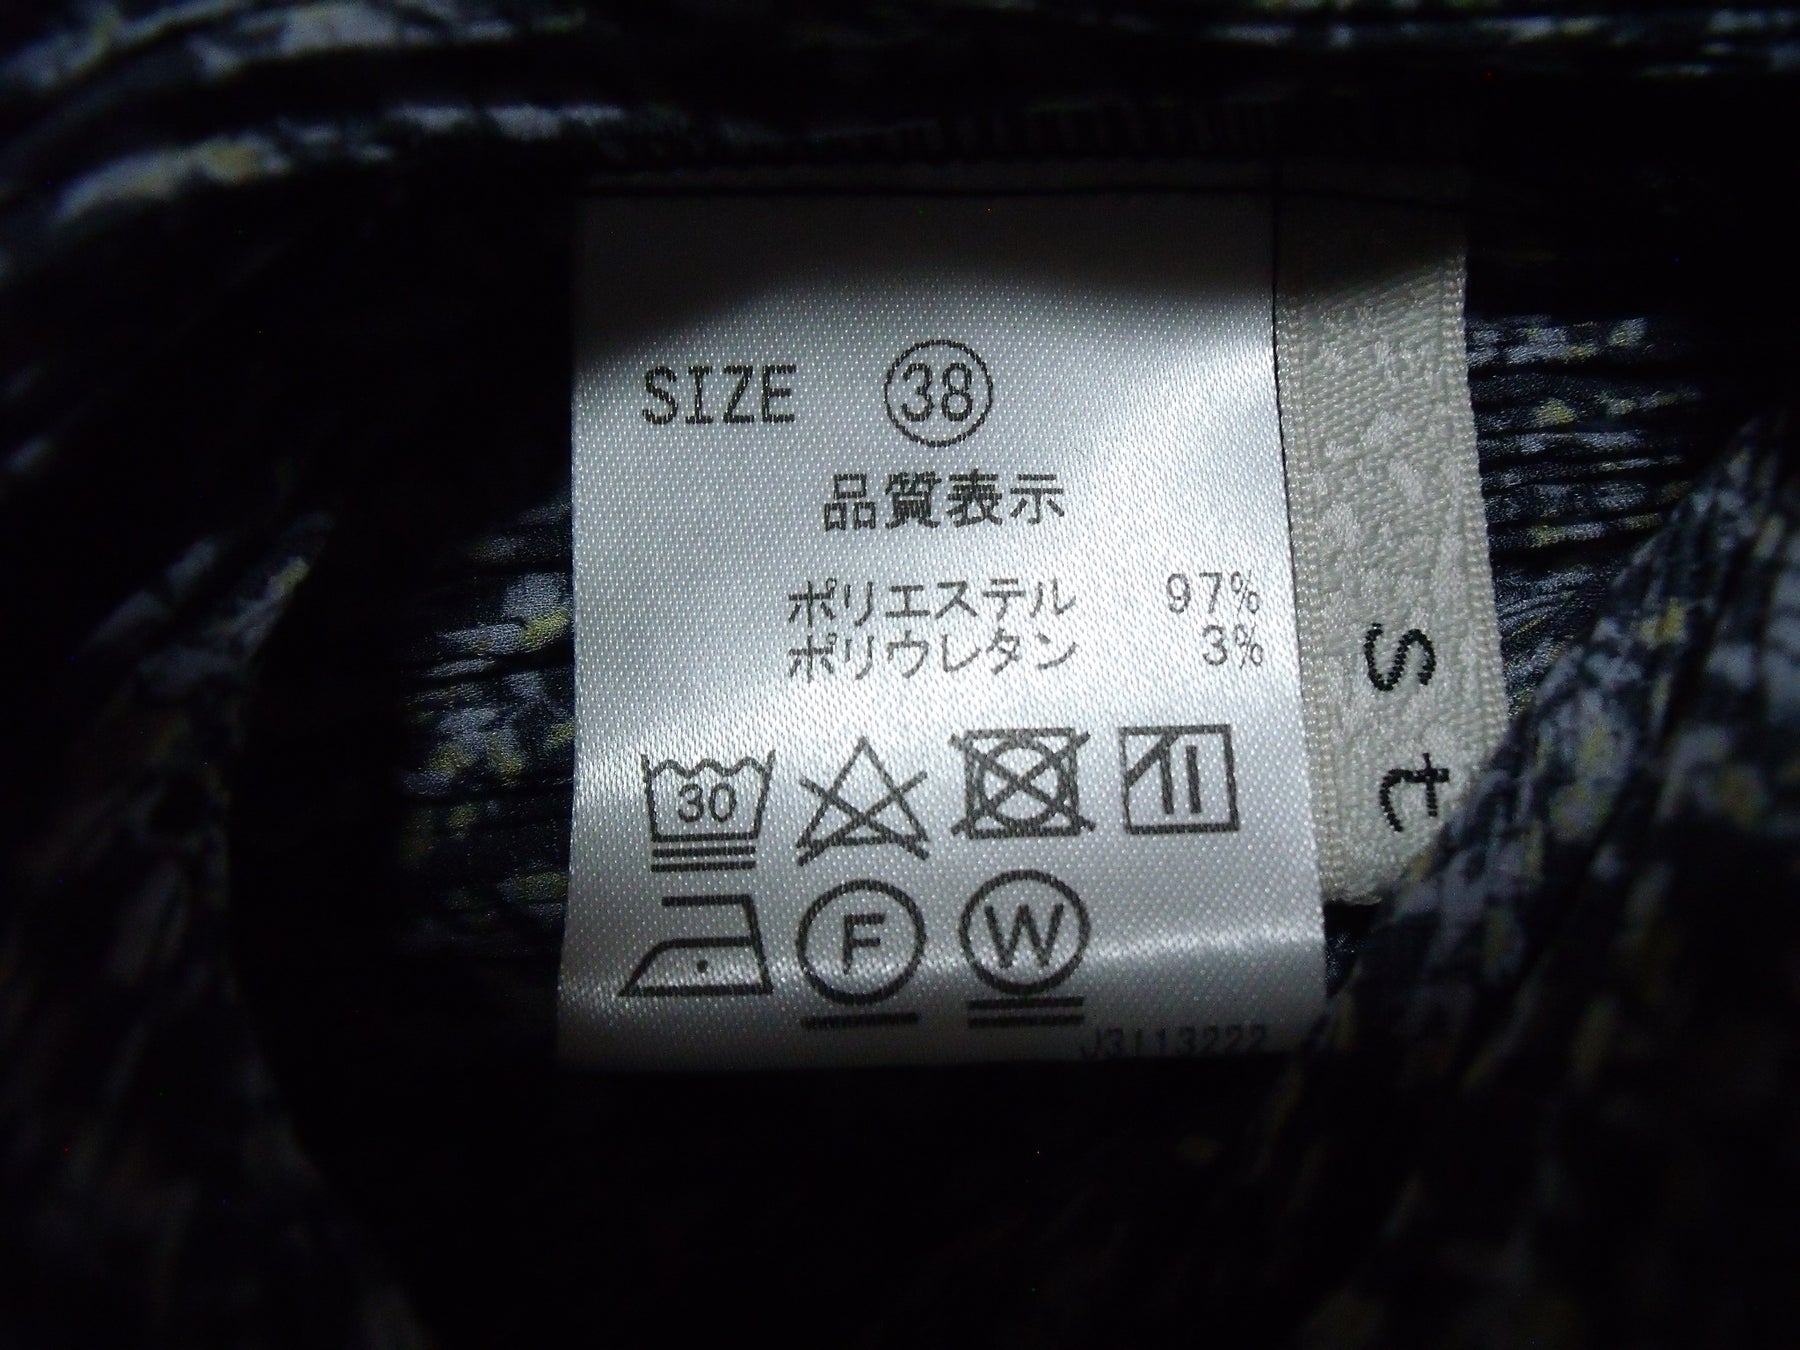 SIZE 38
品質表示
ポリエステル 97%
ポリウレタン 3%
30
F W
J3113222
st